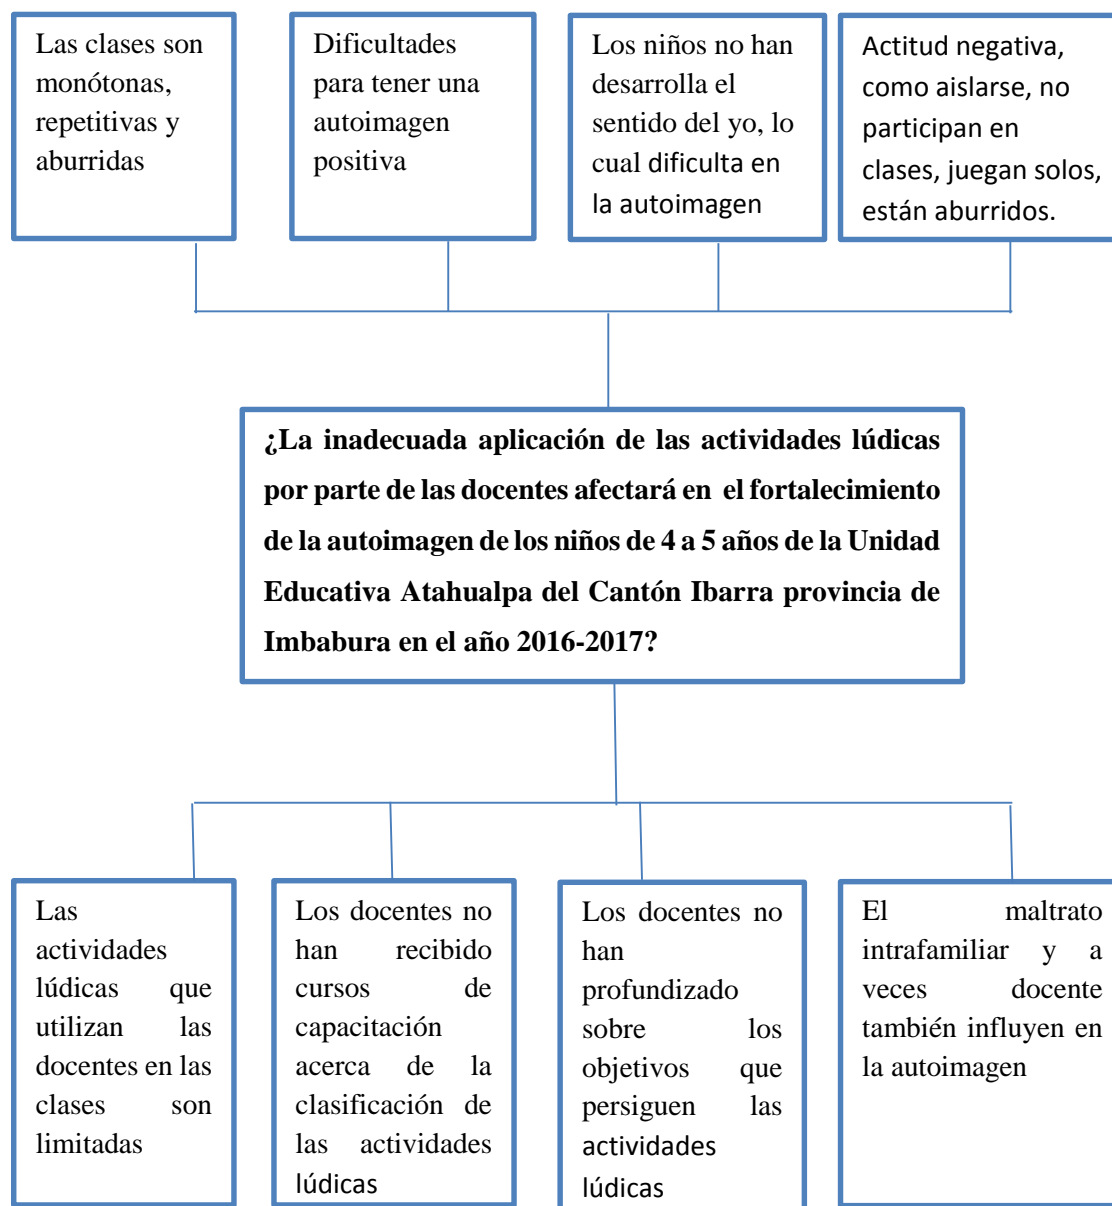 Las clases son
monótonas,
repetitivas y
aburridas
Dificultades
para tener una
autoimagen
positiva
Los niños no han
desarrolla el
sentido del yo, lo
cual dificulta en
la autoimagen
Actitud negativa,
como aislarse, no
participan en
clases, juegan solos,
están aburridos.
¿La inadecuada aplicación de las actividades lúdicas
por parte de las docentes afectará en el fortalecimiento
de la autoimagen de los niños de 4 a 5 años de la Unidad
Educativa Atahualpa del Cantón Ibarra provincia de
Imbabura en el año 2016-2017?
Las
actividades
lúdicas que
utilizan las
docentes en las
clases son
limitadas
Los docentes no
han recibido
cursos de
capacitación
acerca de la
clasificación de
las actividades
lúdicas
Los docentes no
han
profundizado
sobre los
objetivos que
persiguen las
actividades
lúdicas
El maltrato
intrafamiliar y a
veces docente
también influyen en
la autoimagen